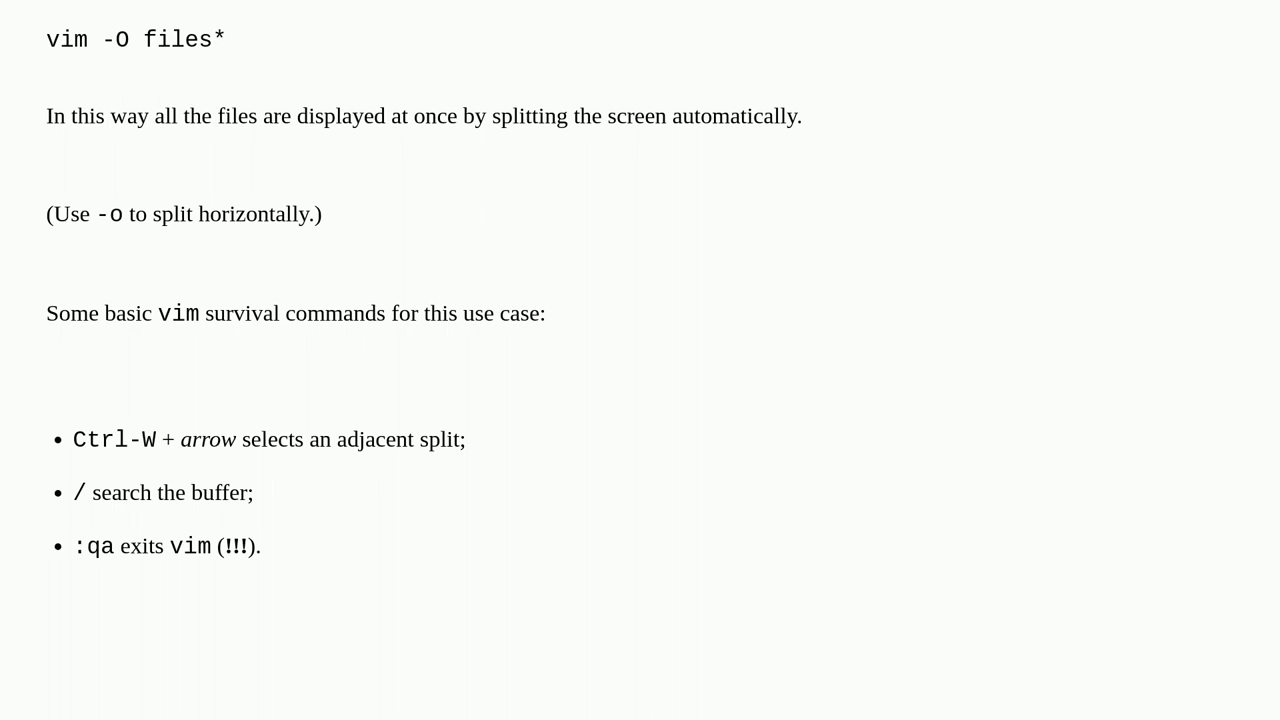 vim -O files*
In this way all the files are displayed at once by splitting the screen automatically.
(Use -o to split horizontally.)
Some basic vim survival commands for this use case:
• Ctrl-W + arrow selects an adjacent split;
• / search the buffer;
• :qa exits vim (!!!).